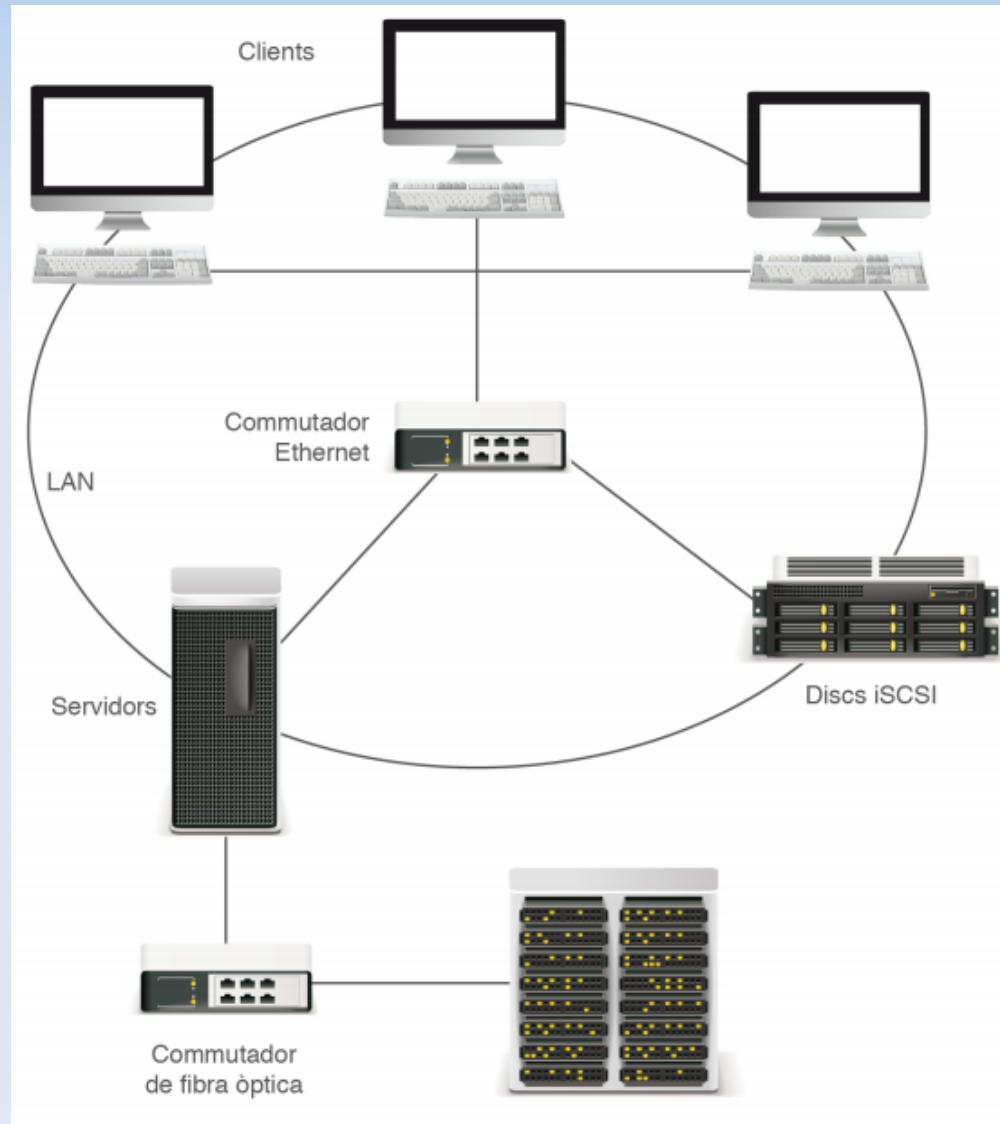 Clients
Commutador
Ethernet
LAN
Servidors
Discs iSCSI
Commutador
de fibra òptica